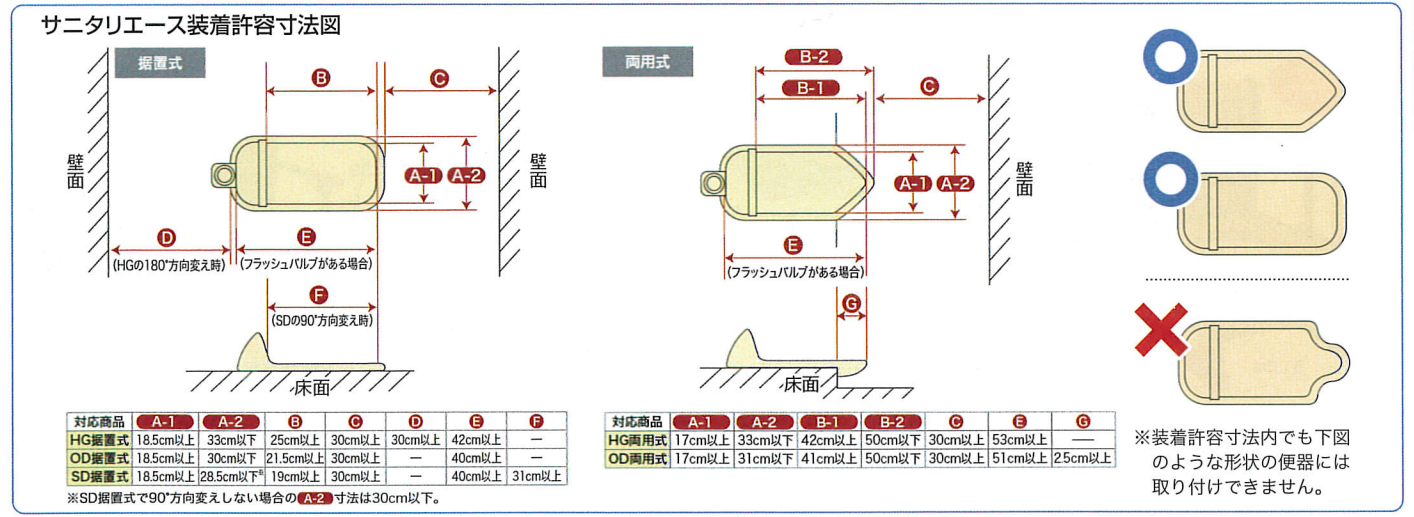 サニタリエース装着許容寸法図
据置式
B
C
壁面
A-1 A-2
壁面
D
E
(HGの180°方向変え時)
(フラッシュバルブがある場合)
F
(SDの90°方向変え時)
床面
対応商品 A-1 A-2 B C D E F
HG据置式 18.5cm以上 33cm以下 25cm以上 30cm以上 30cm以上 42cm以上 —
OD据置式 18.5cm以上 30cm以下 21.5cm以上 30cm以上 — 40cm以上 —
SD据置式 18.5cm以上 28.5cm以下※ 19cm以上 30cm以上 — 40cm以上 31cm以上
※SD据置式で90°方向変えしない場合の A-2 寸法は30cm以下。
両用式
B-2
B-1
C
A-1 A-2
壁面
E
(フラッシュバルブがある場合)
G
床面
対応商品 A-1 A-2 B-1 B-2 C E G
HG両用式 17cm以上 33cm以下 42cm以上 50cm以下 30cm以上 53cm以上 —
OD両用式 17cm以上 31cm以下 41cm以上 50cm以下 30cm以上 51cm以上 2.5cm以上
※装着許容寸法内でも下図
のような形状の便器には
取り付けできません。